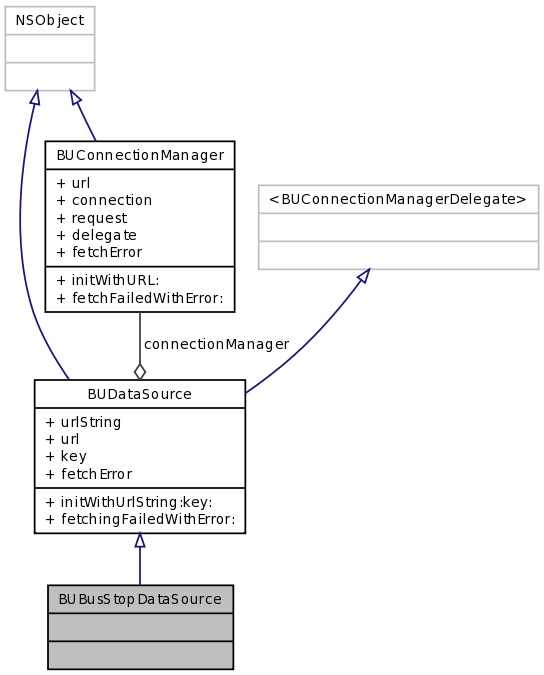 NSObject
BUConnectionManager
+ url
+ connection
+ request
+ delegate
+ fetchError
+ initWithURL:
+ fetchFailedWithError:
<BUConnectionManagerDelegate>
connectionManager
BUDataSource
+ urlString
+ url
+ key
+ fetchError
+ initWithUrlString:key:
+ fetchingFailedWithError:
BUBusStopDataSource